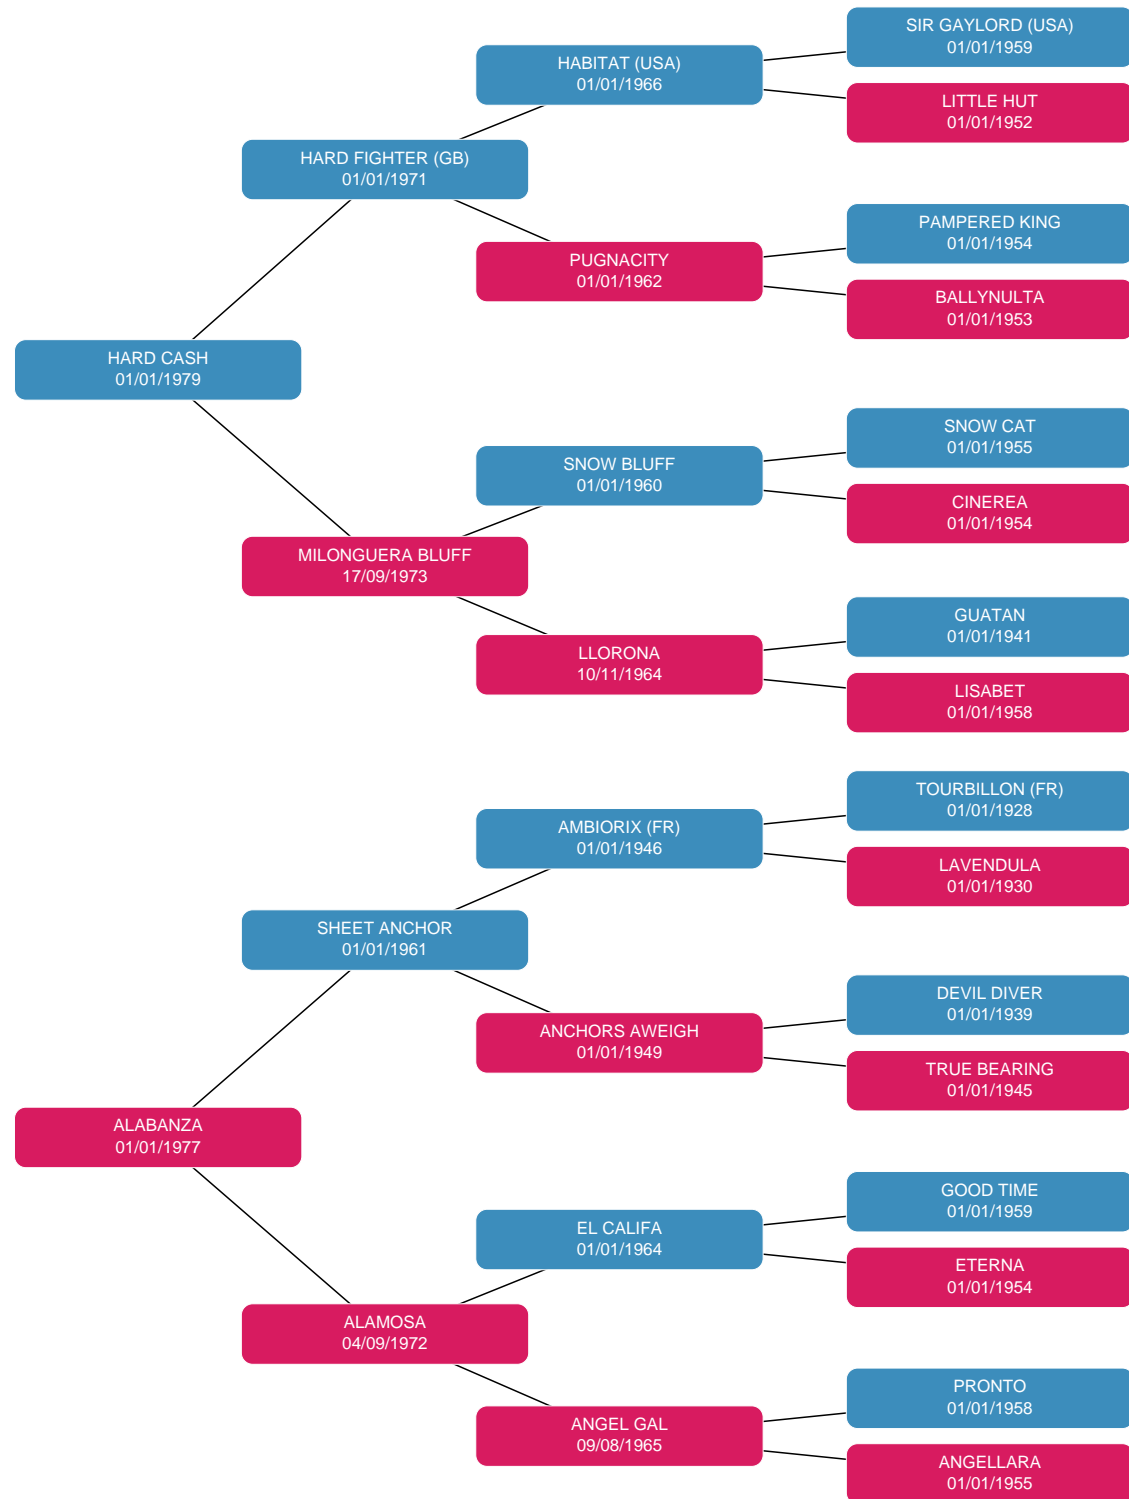 SIR GAYLORD (USA)
01/01/1959
HABITAT (USA)
01/01/1966
LITTLE HUT
01/01/1952
HARD FIGHTER (GB)
01/01/1971
PAMPERED KING
01/01/1954
PUGNACITY
01/01/1962
BALLYNULTA
01/01/1953
HARD CASH
01/01/1979
SNOW CAT
01/01/1955
SNOW BLUFF
01/01/1960
CINEREA
01/01/1954
MILONGUERA BLUFF
17/09/1973
GUATAN
01/01/1941
LLORONA
10/11/1964
LISABET
01/01/1958
TOURBILLON (FR)
01/01/1928
AMBIORIX (FR)
01/01/1946
LAVENDULA
01/01/1930
SHEET ANCHOR
01/01/1961
DEVIL DIVER
01/01/1939
ANCHORS AWEIGH
01/01/1949
TRUE BEARING
01/01/1945
ALABANZA
01/01/1977
GOOD TIME
01/01/1959
EL CALIFA
01/01/1964
ETERNA
01/01/1954
ALAMOSA
04/09/1972
PRONTO
01/01/1958
ANGEL GAL
09/08/1965
ANGELLARA
01/01/1955